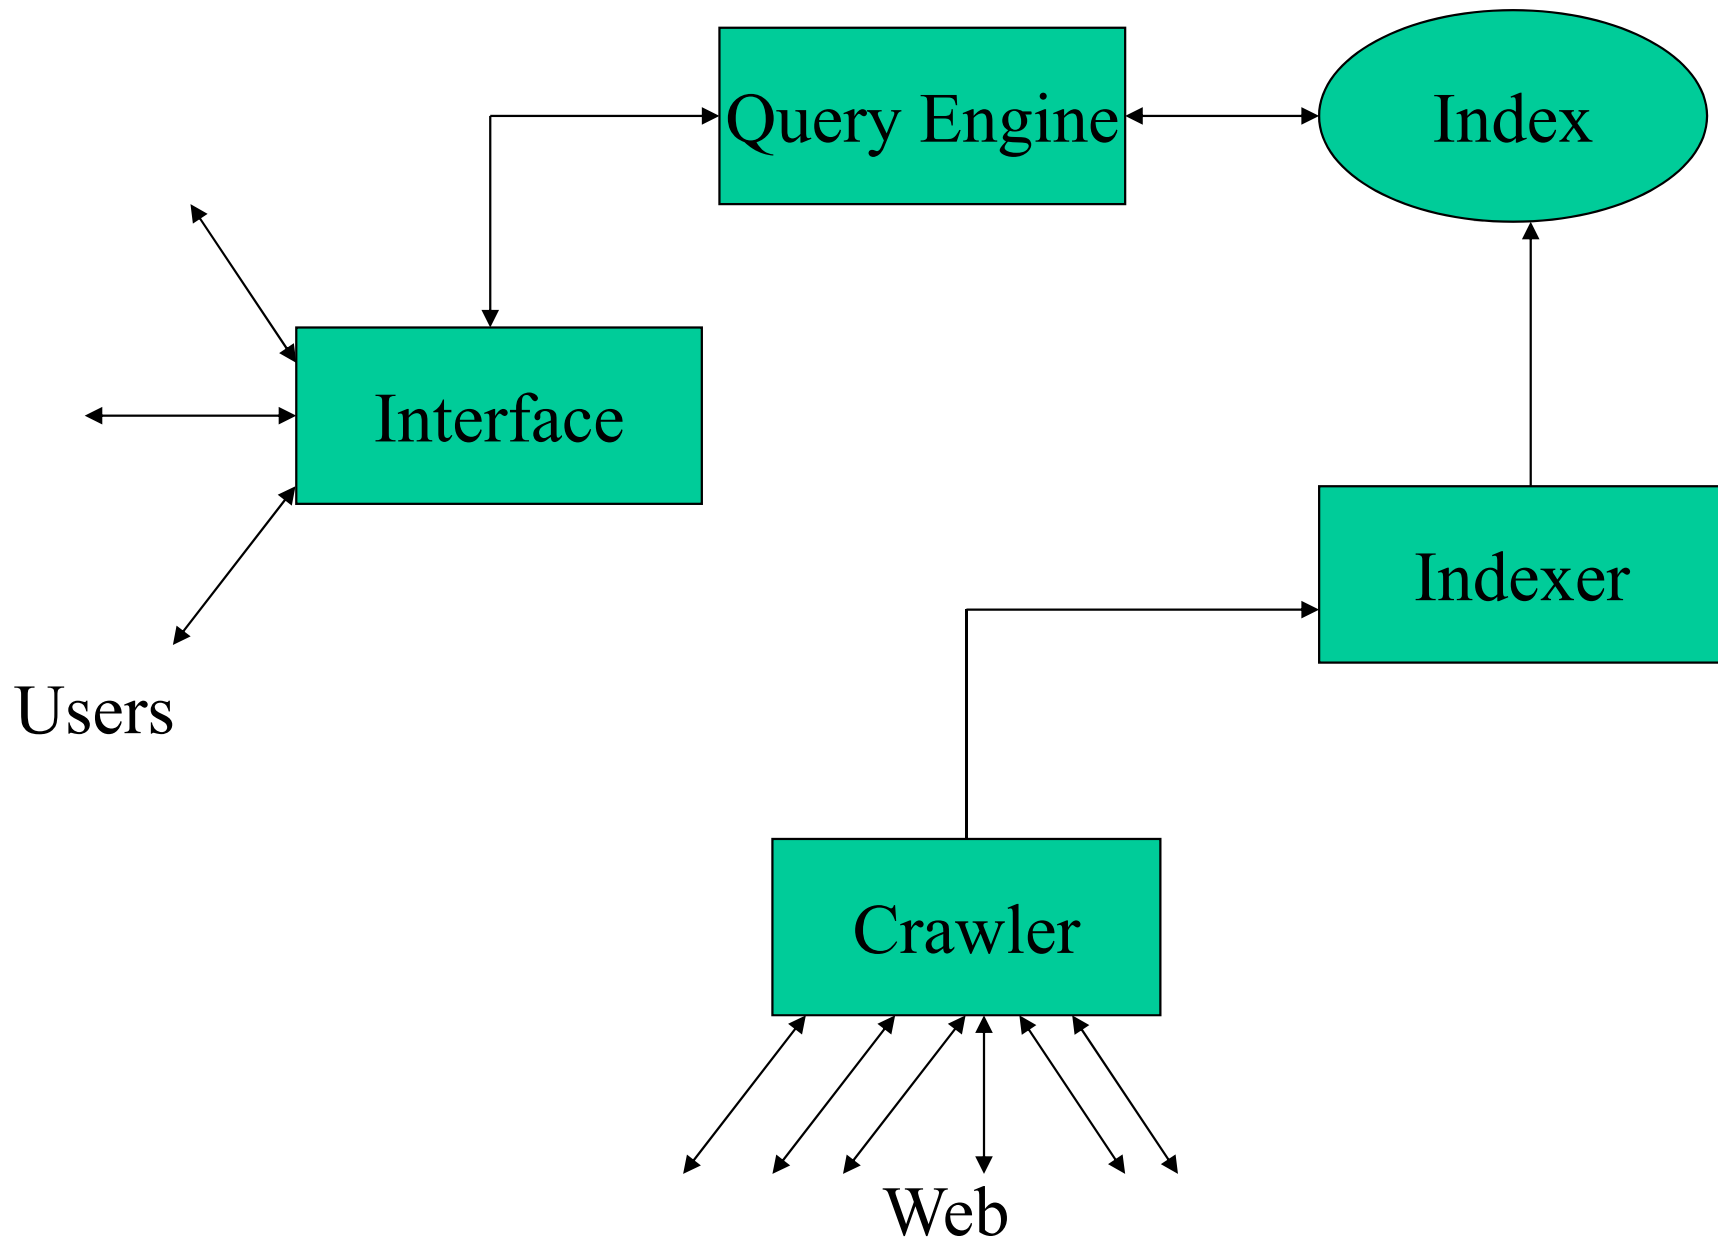 Query Engine
Index
Interface
Indexer
Users
Crawler
Web